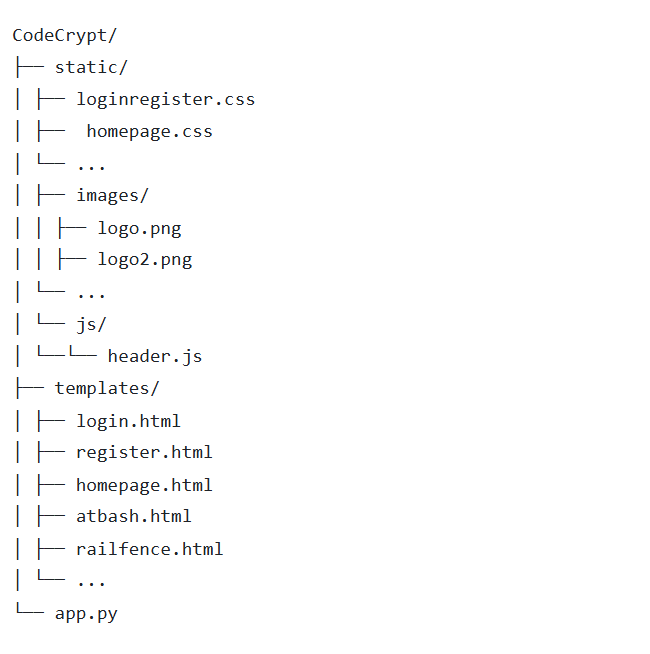 CodeCrypt/
├── static/
│ ├── loginregister.css
│ ├──  homepage.css
│ └── ...
│ ├── images/
│ │ ├── logo.png
│ │ ├── logo2.png
│ └── ...
│ └── js/
│ └──└── header.js
├── templates/
│ ├── login.html
│ ├── register.html
│ ├── homepage.html
│ ├── atbash.html
│ ├── railfence.html
│ └── ...
└── app.py